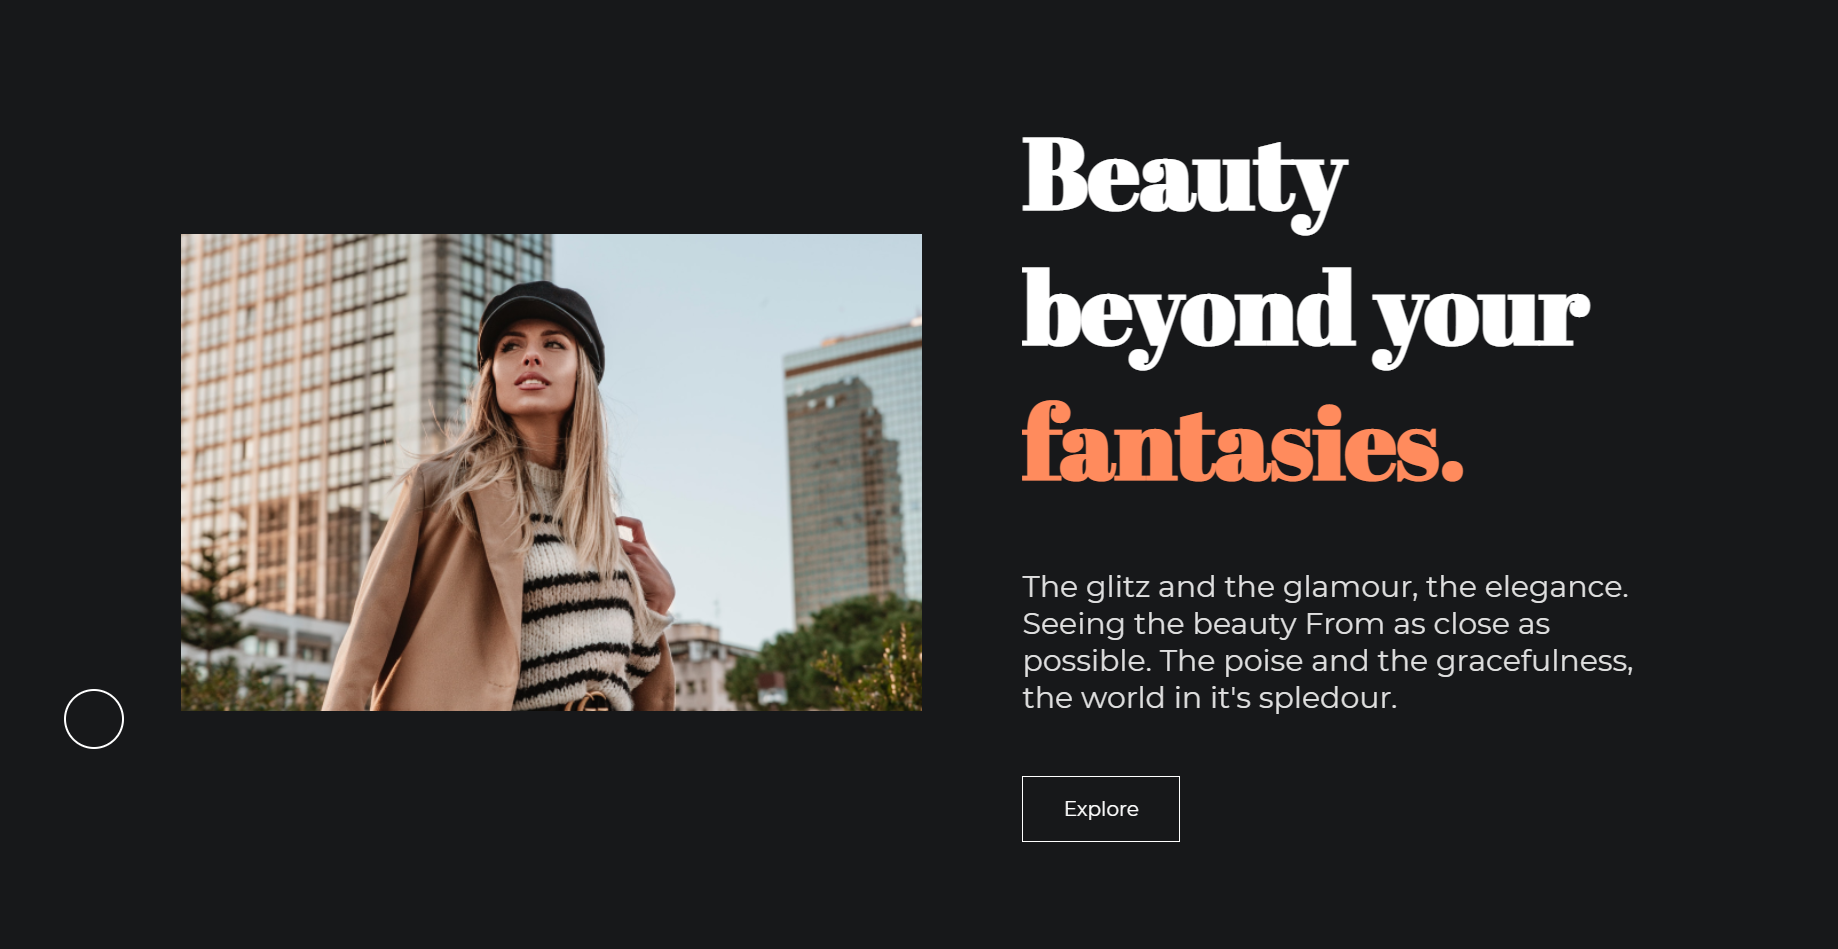 Beauty
beyond your
fantasies.
The glitz and the glamour, the elegance.
Seeing the beauty From as close as
possible. The poise and the gracefulness,
the world in it's spledour.
Explore